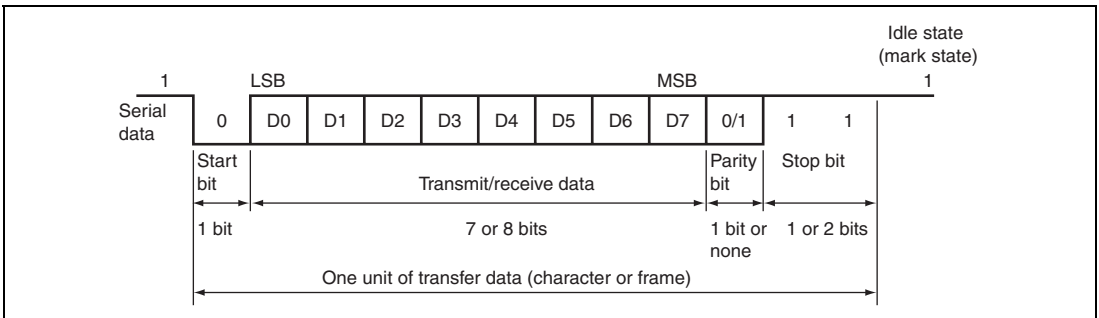 Idle state
(mark state)
1 LSB MSB 1
Serial
data
0 D0 D1 D2 D3 D4 D5 D6 D7 0/1 1 1
Start
bit
Transmit/receive data
Parity
bit
Stop bit
1 bit
7 or 8 bits
1 bit or
none
1 or 2 bits
One unit of transfer data (character or frame)